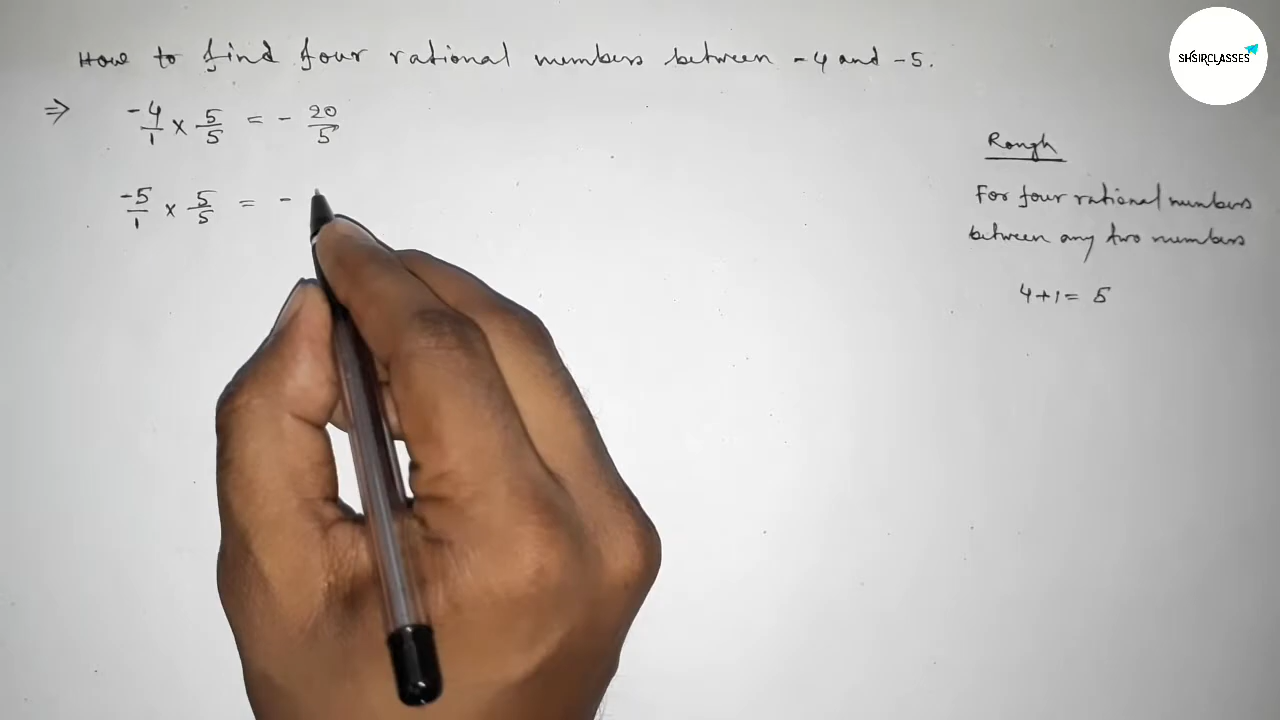 How to find four rational numbers between -4 and -5.
⇒ -4/1 × 5/5 = - 20/5
-5/1 × 5/5 = -
SHSIRCLASSES
Rough
For four rational numbers
between any two numbers
4+1= 5